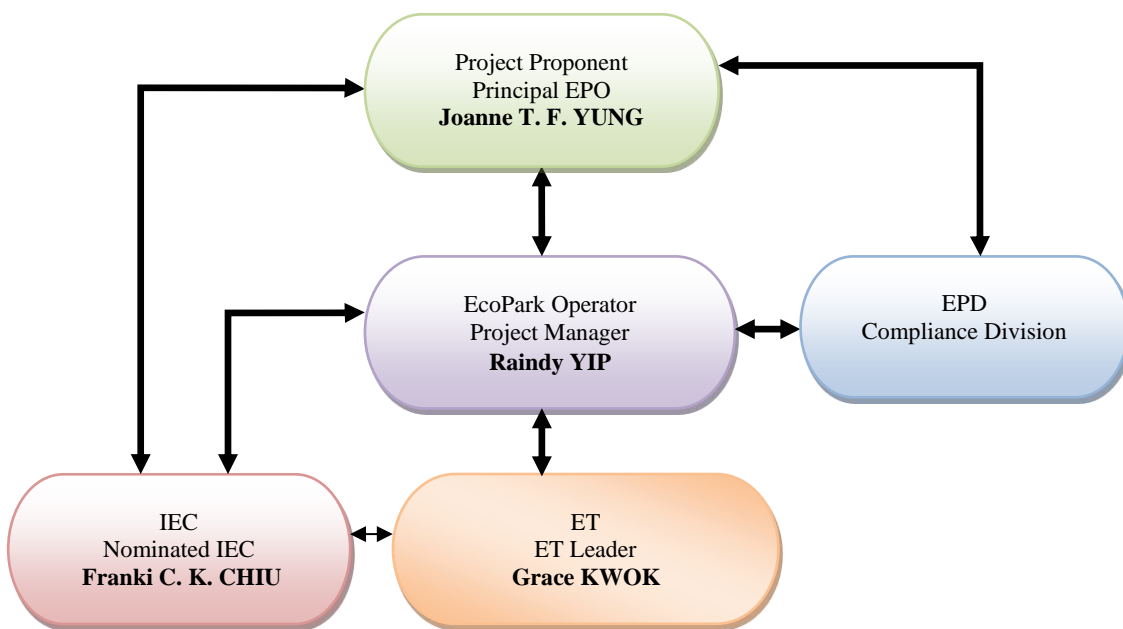 Project Proponent
Principal EPO
Joanne T. F. YUNG
EcoPark Operator
Project Manager
Raindy YIP
EPD
Compliance Division
IEC
Nominated IEC
Franki C. K. CHIU
ET
ET Leader
Grace KWOK